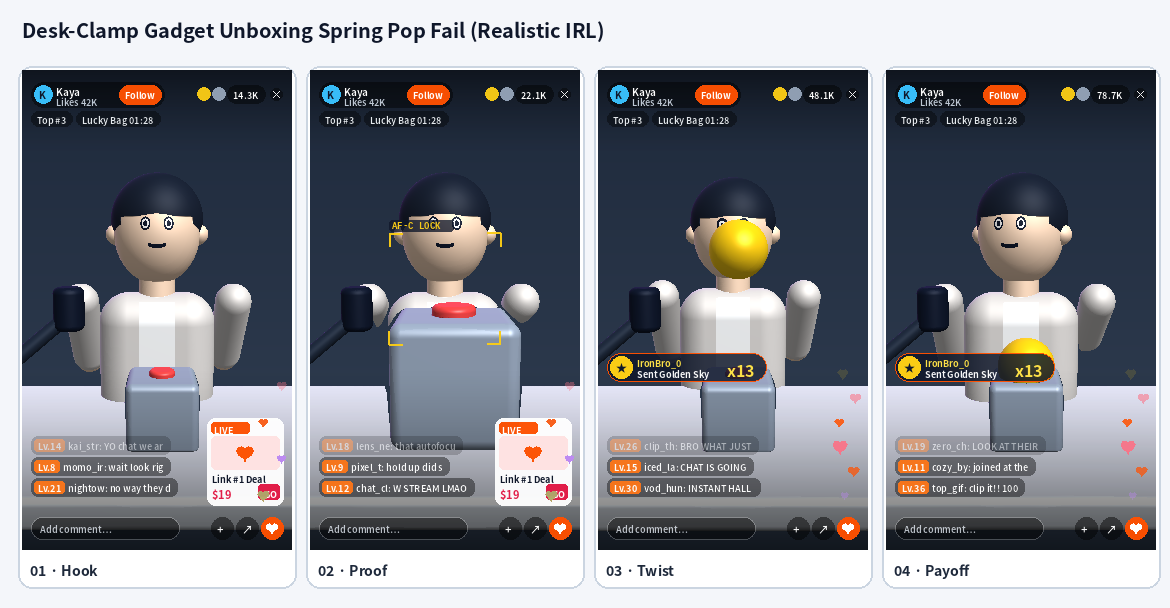 Desk-Clamp Gadget Unboxing Spring Pop Fail (Realistic IRL)
K
Kaya
Likes 42K
Follow
14.3K
Top #3
Lucky Bag 01:28
Lv.14 kai_str: YO chat we ar
Lv.8 momo_ir: wait look rig
Lv.21 nightow: no way they d
LIVE
Link #1 Deal
$19
Add comment...
01 · Hook
K
Kaya
Likes 42K
Follow
22.1K
Top #3
Lucky Bag 01:28
AF-C LOCK
Lv.18 lens_ne: that autofocu
Lv.9 pixel_t: hold up did s
Lv.12 chat_cl: W STREAM LMAO
LIVE
Link #1 Deal
$19
Add comment...
02 · Proof
K
Kaya
Likes 42K
Follow
48.1K
Top #3
Lucky Bag 01:28
IronBro_0
Sent Golden Sky
x13
Lv.26 clip_th: BRO WHAT JUST
Lv.15 iced_la: CHAT IS GOING
Lv.30 vod_hun: INSTANT HALL
Add comment...
03 · Twist
K
Kaya
Likes 42K
Follow
78.7K
Top #3
Lucky Bag 01:28
IronBro_0
Sent Golden Sky
x13
Lv.19 zero_ch: LOOK AT THEIR
Lv.11 cozy_by: joined at the
Lv.36 top_gif: clip it!! 100
Add comment...
04 · Payoff